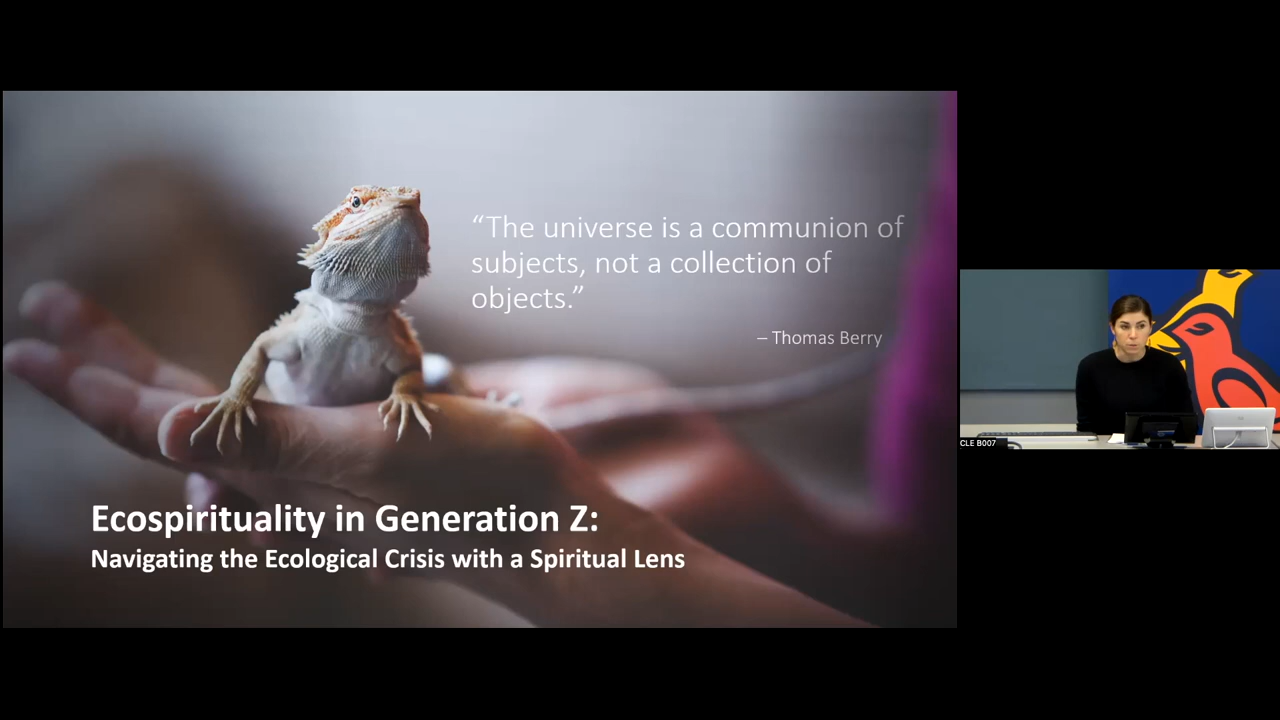 “The universe is a communion of
subjects, not a collection of
objects.”
– Thomas Berry
Ecospirituality in Generation Z:
Navigating the Ecological Crisis with a Spiritual Lens
CLE B007